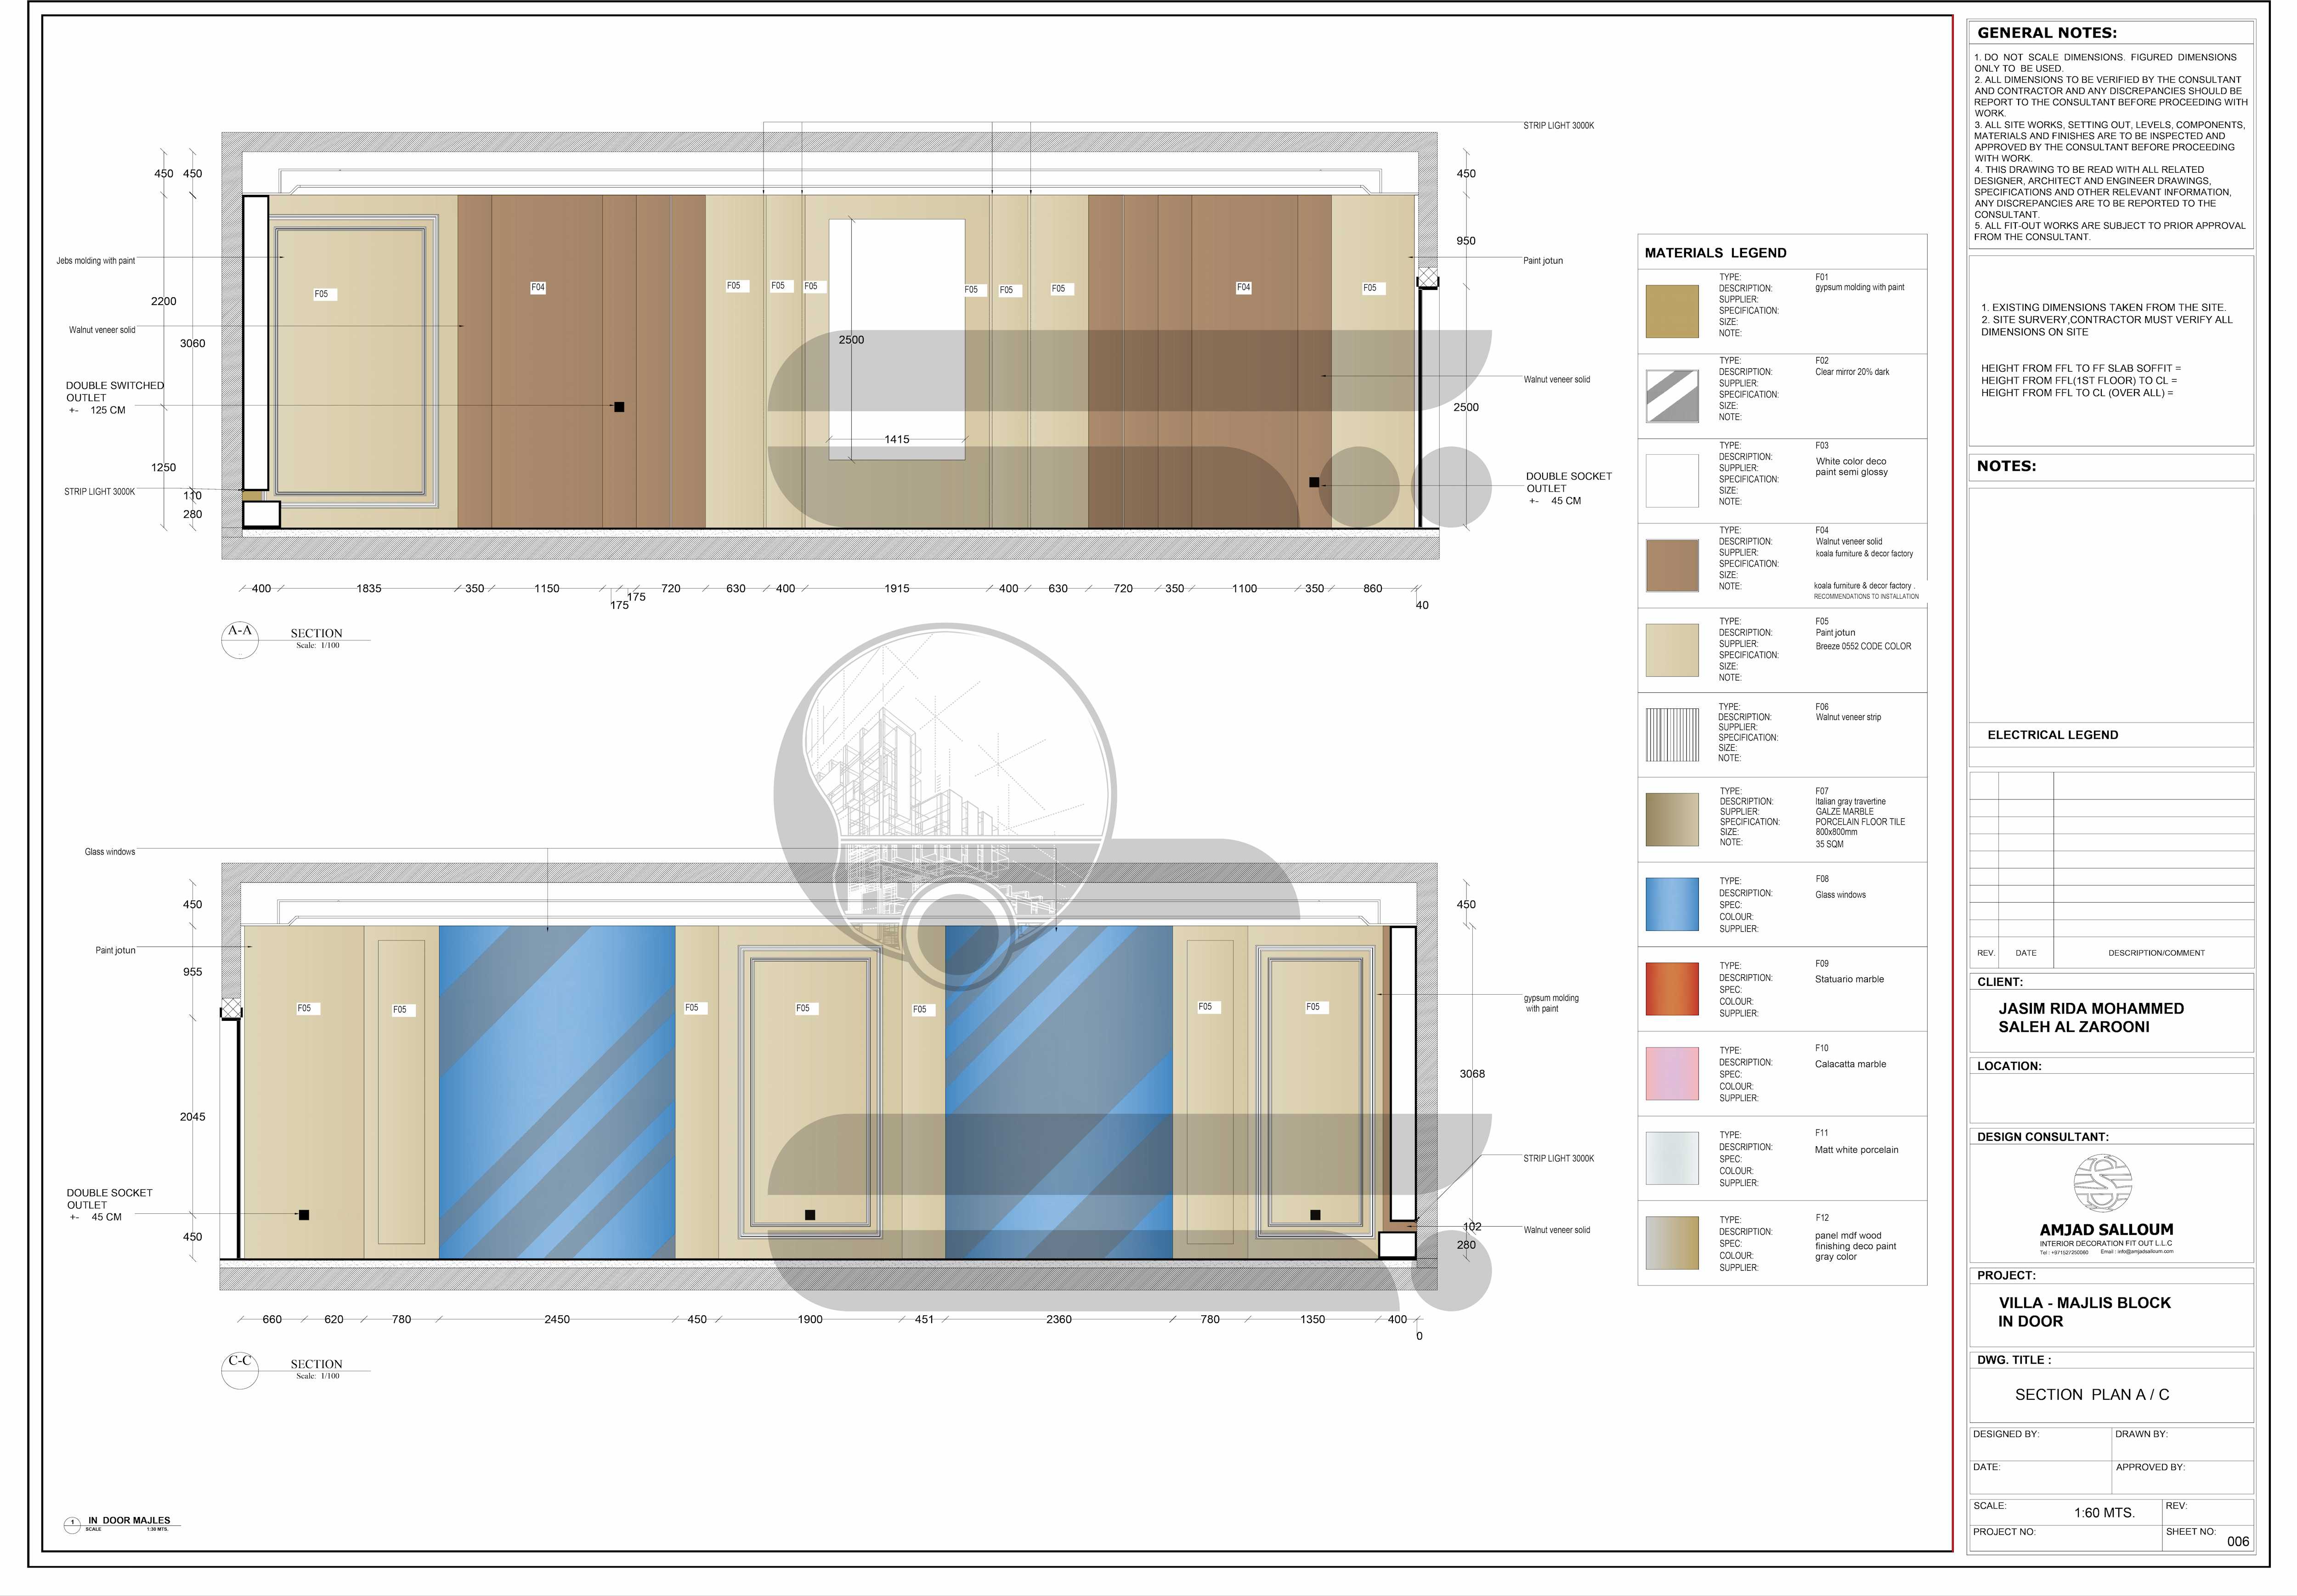 STRIP LIGHT 3000K
450
450
450
950
Jebs molding with paint
Paint jotun
F05
F04
F05
F05
F05
F05
F05
F05
F04
F05
2200
Walnut veneer solid
3060
2500
Walnut veneer solid
DOUBLE SWITCHED
OUTLET
+- 125 CM
2500
1415
1250
STRIP LIGHT 3000K
110
280
DOUBLE SOCKET
OUTLET
+- 45 CM
400
1835
350
1150
175
175
720
630
400
1915
400
630
720
350
1100
350
860
40
A-A
SECTION
Scale: 1/100
Glass windows
450
450
Paint jotun
955
F05
F05
F05
F05
F05
F05
F05
gypsum molding
with paint
3068
2045
STRIP LIGHT 3000K
DOUBLE SOCKET
OUTLET
+- 45 CM
450
102
Walnut veneer solid
280
660
620
780
2450
450
1900
451
2360
780
1350
400
0
C-C
SECTION
Scale: 1/100
1
IN DOOR MAJLES
SCALE 1:30 MTS.
MATERIALS LEGEND
TYPE: F01
DESCRIPTION: gypsum molding with paint
SUPPLIER:
SPECIFICATION:
SIZE:
NOTE:
TYPE: F02
DESCRIPTION: Clear mirror 20% dark
SUPPLIER:
SPECIFICATION:
SIZE:
NOTE:
TYPE: F03
DESCRIPTION: White color deco
SUPPLIER: paint semi glossy
SPECIFICATION:
SIZE:
NOTE:
TYPE: F04
DESCRIPTION: Walnut veneer solid
SUPPLIER: koala furniture & decor factory
SPECIFICATION:
SIZE:
NOTE: koala furniture & decor factory .
RECOMMENDATIONS TO INSTALLATION
TYPE: F05
DESCRIPTION: Paint jotun
SUPPLIER: Breeze 0552 CODE COLOR
SPECIFICATION:
SIZE:
NOTE:
TYPE: F06
DESCRIPTION: Walnut veneer strip
SUPPLIER:
SPECIFICATION:
SIZE:
NOTE:
TYPE: F07
DESCRIPTION: Italian gray travertine
SUPPLIER: GALZE MARBLE
SPECIFICATION: PORCELAIN FLOOR TILE
SIZE: 800x800mm
NOTE: 35 SQM
TYPE: F08
DESCRIPTION: Glass windows
SPEC:
COLOUR:
SUPPLIER:
TYPE: F09
DESCRIPTION: Statuario marble
SPEC:
COLOUR:
SUPPLIER:
TYPE: F10
DESCRIPTION: Calacatta marble
SPEC:
COLOUR:
SUPPLIER:
TYPE: F11
DESCRIPTION: Matt white porcelain
SPEC:
COLOUR:
SUPPLIER:
TYPE: F12
DESCRIPTION: panel mdf wood
SPEC: finishing deco paint
COLOUR: gray color
SUPPLIER:
GENERAL NOTES:
1. DO NOT SCALE DIMENSIONS. FIGURED DIMENSIONS
ONLY TO BE USED.
2. ALL DIMENSIONS TO BE VERIFIED BY THE CONSULTANT
AND CONTRACTOR AND ANY DISCREPANCIES SHOULD BE
REPORT TO THE CONSULTANT BEFORE PROCEEDING WITH
WORK.
3. ALL SITE WORKS, SETTING OUT, LEVELS, COMPONENTS,
MATERIALS AND FINISHES ARE TO BE INSPECTED AND
APPROVED BY THE CONSULTANT BEFORE PROCEEDING
WITH WORK.
4. THIS DRAWING TO BE READ WITH ALL RELATED
DESIGNER, ARCHITECT AND ENGINEER DRAWINGS,
SPECIFICATIONS AND OTHER RELEVANT INFORMATION,
ANY DISCREPANCIES ARE TO BE REPORTED TO THE
CONSULTANT.
5. ALL FIT-OUT WORKS ARE SUBJECT TO PRIOR APPROVAL
FROM THE CONSULTANT.
1. EXISTING DIMENSIONS TAKEN FROM THE SITE.
2. SITE SURVERY,CONTRACTOR MUST VERIFY ALL
DIMENSIONS ON SITE
HEIGHT FROM FFL TO FF SLAB SOFFIT =
HEIGHT FROM FFL(1ST FLOOR) TO CL =
HEIGHT FROM FFL TO CL (OVER ALL) =
NOTES:
ELECTRICAL LEGEND
REV. DATE DESCRIPTION/COMMENT
CLIENT:
JASIM RIDA MOHAMMED
SALEH AL ZAROONI
LOCATION:
DESIGN CONSULTANT:
AMJAD SALLOUM
INTERIOR DECORATION FIT OUT L.L.C
Tel : +971527250060 Email : info@amjadsalloum.com
PROJECT:
VILLA - MAJLIS BLOCK
IN DOOR
DWG. TITLE :
SECTION PLAN A / C
DESIGNED BY: DRAWN BY:
DATE: APPROVED BY:
SCALE: 1:60 MTS. REV:
PROJECT NO: SHEET NO: 006